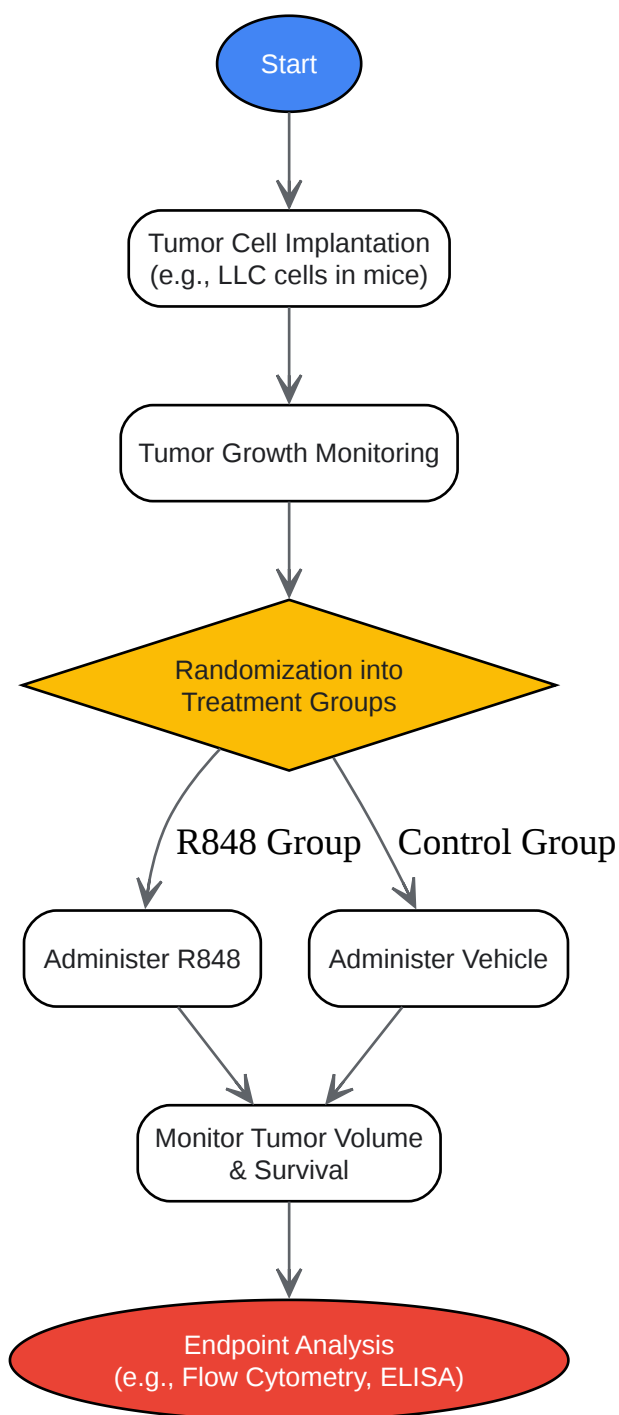 Start
Tumor Cell Implantation
(e.g., LLC cells in mice)
Tumor Growth Monitoring
Randomization into
Treatment Groups
R848 Group
Control Group
Administer R848
Administer Vehicle
Monitor Tumor Volume
& Survival
Endpoint Analysis
(e.g., Flow Cytometry, ELISA)